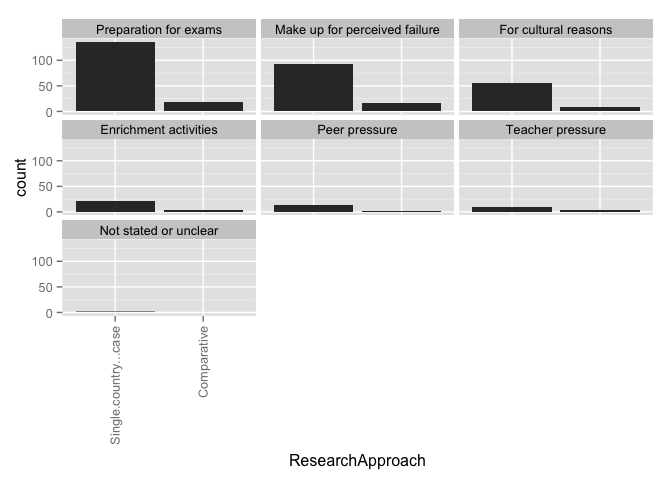 Preparation for exams
Make up for perceived failure
For cultural reasons
100
50
0
Enrichment activities
Peer pressure
Teacher pressure
100
50
0
Not stated or unclear
100
50
0
count
Single.country...case
Comparative
ResearchApproach